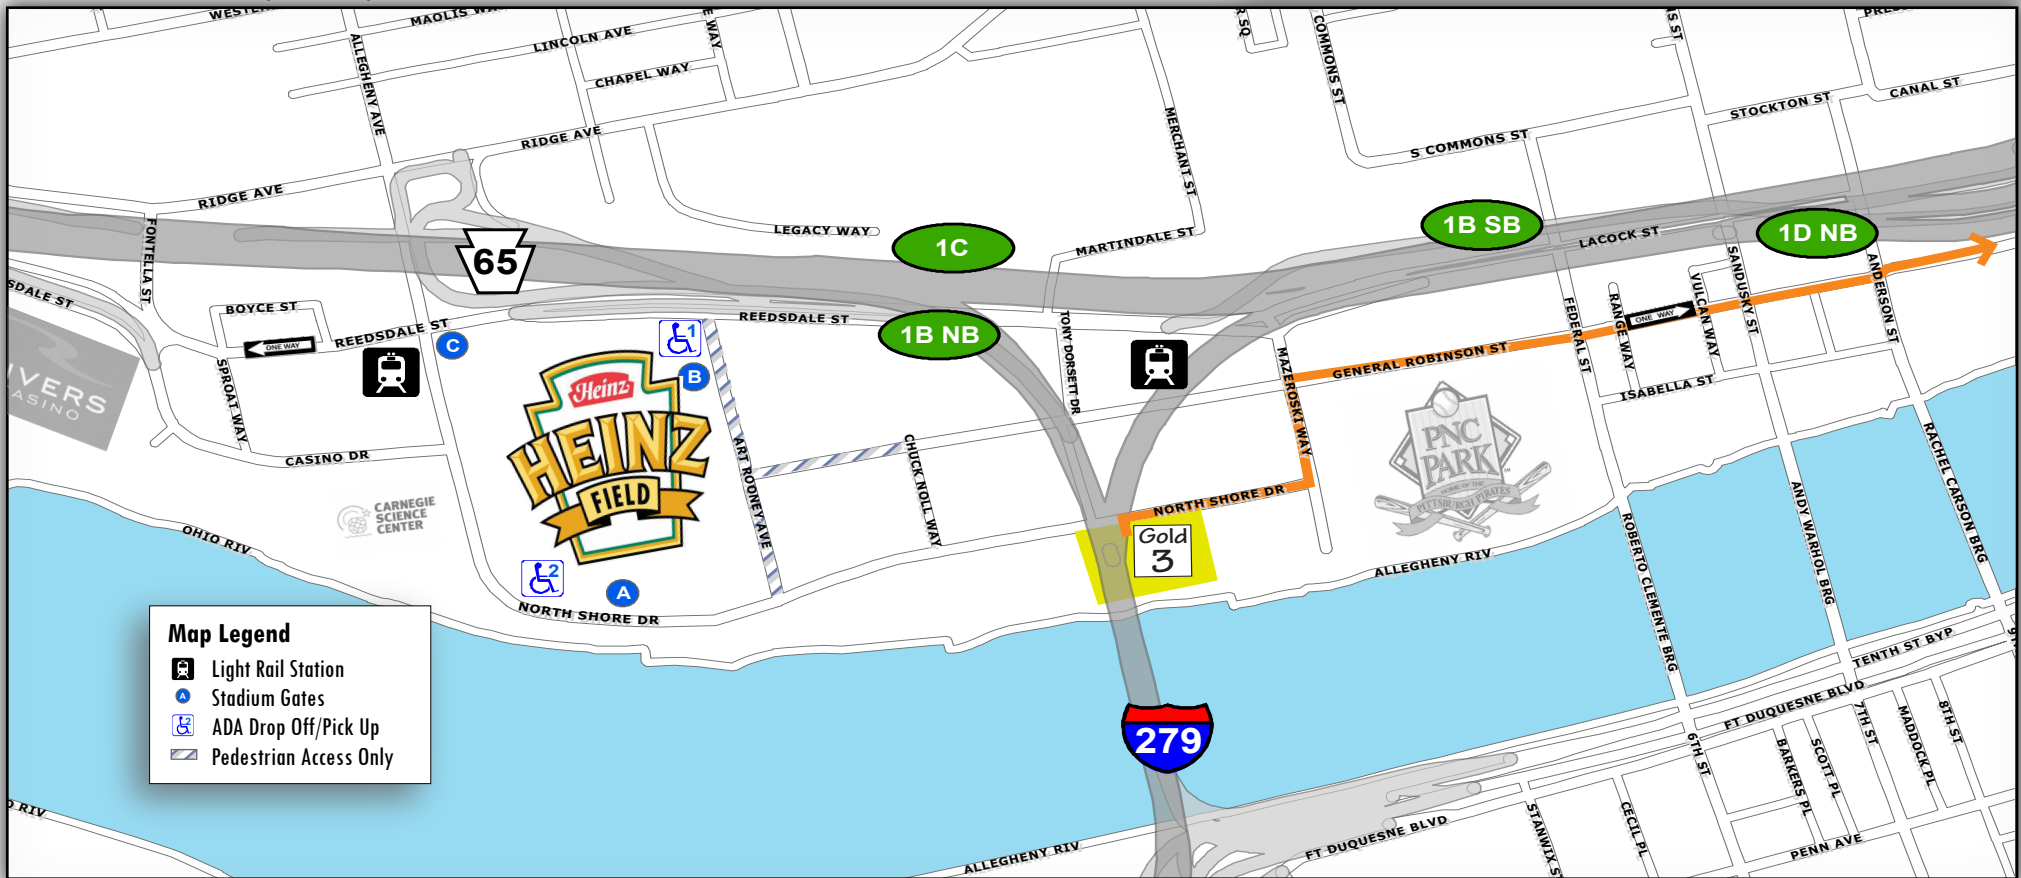 MAOLIS WAY
LINCOLN AVE
CHAPEL WAY
ALLEGHENY AVE
RIDGE AVE
RIDGE AVE
COMMONS ST
MERCHANT ST
S COMMONS ST
STOCKTON ST
CANAL ST
FONTELLA ST
LEGACY WAY
MARTINDALE ST
LACOCK ST
65
1C
1B SB
1D NB
1B NB
SDALE ST
BOYCE ST
ONE WAY
REEDSDALE ST
REEDSDALE ST
SPROAT WAY
C
1
B
TONY DORSETT DR
MAZEROSKI WAY
GENERAL ROBINSON ST
FEDERAL ST
RANGE WAY
ONE WAY
VULCAN WAY
SANDUSKY ST
ANDERSON ST
ISABELLA ST
IVERS
ASINO
CASINO DR
Heinz
HEINZ
FIELD
ART ROONEY AVE
CHUCK NOLL WAY
NORTH SHORE DR
PNC
PARK
HOME OF THE
PITTSBURGH PIRATES
CARNEGIE
SCIENCE
CENTER
Gold
3
OHIO RIV
2
A
NORTH SHORE DR
ALLEGHENY RIV
ROBERTO CLEMENTE BRG
ANDY WARHOL BRG
RACHEL CARSON BRG
Map Legend
Light Rail Station
A
Stadium Gates
2
ADA Drop Off/Pick Up
Pedestrian Access Only
279
TENTH ST BYP
FT DUQUESNE BLVD
6TH ST
BARKERS PL
SCOTT PL
7TH ST
MADDOCK PL
8TH ST
O RIV
ALLEGHENY RIV
FT DUQUESNE BLVD
STANWIX ST
CECIL PL
PENN AVE